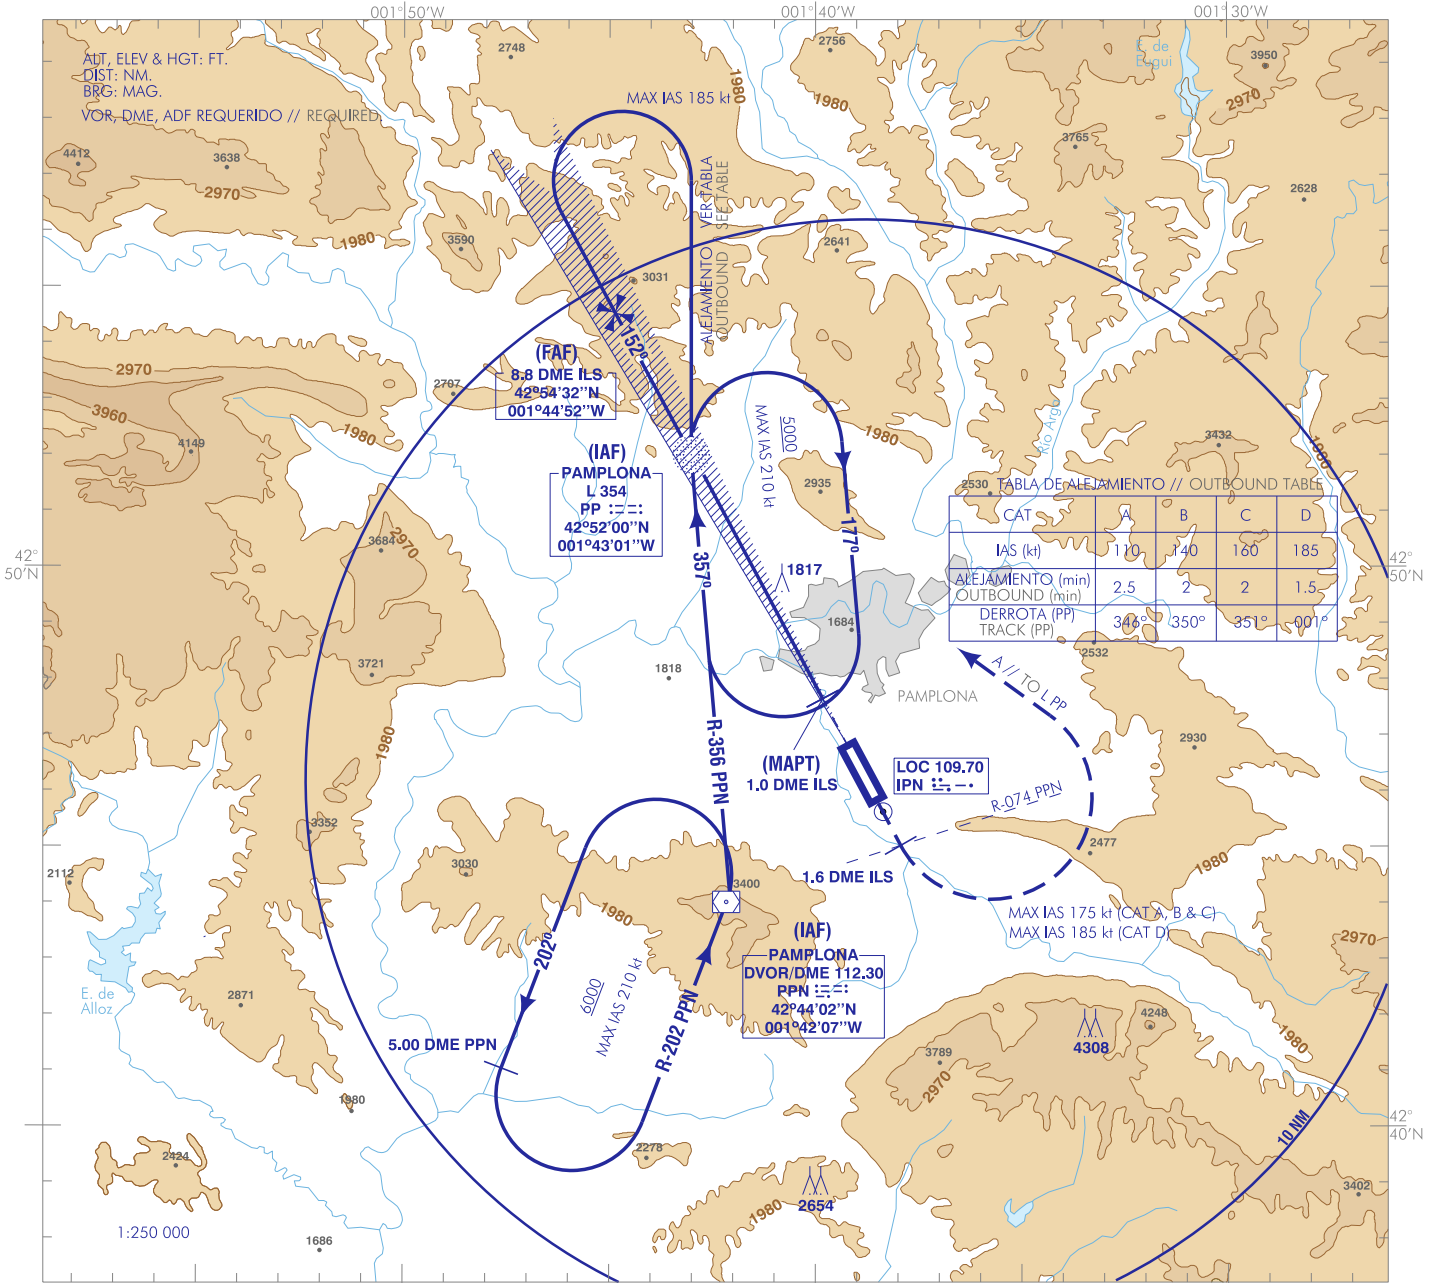 001°50'W
001°40'W
001°30'W
ALT, ELEV & HGT: FT.
DIST: NM.
BRG: MAG.
VOR, DME, ADF REQUERIDO // REQUIRED
2748
2756
1980
1980
E. de
Eugui
3950
2970
MAX IAS 185 kt
4412
3638
2970
3765
2628
1980
3590
2641
3031
ALEJAMIENTO VER TABLA
OUTBOUND SEE TABLE
152°
(FAF)
8.8 DME ILS
42°54'32''N
001°44'52''W
2970
3960
4149
2707
1980
MAX IAS 210 kt
5000
1980
2935
Río Arga
3432
1980
2530
(IAF)
PAMPLONA
L 354
PP
42°52'00''N
001°43'01''W
TABLA DE ALEJAMIENTO // OUTBOUND TABLE
CAT A B C D
IAS (kt) 110 140 160 185
ALEJAMIENTO (min)
OUTBOUND (min) 2.5 2 2 1.5
DERROTA (PP)
TRACK (PP) 346° 350° 351° 001°
2970
3684
177°
357°
1817
42°
50'N
42°
50'N
1684
2532
3721
1818
A // TO L PP
PAMPLONA
1980
R-356 PPN
2930
(MAPT)
1.0 DME ILS
LOC 109.70
IPN
R-074 PPN
3352
2477
1980
2112
3030
1.6 DME ILS
3400
1980
MAX IAS 175 kt (CAT A, B & C)
MAX IAS 185 kt (CAT D)
2970
(IAF)
PAMPLONA
DVOR/DME 112.30
PPN
42°44'02''N
001°42'07''W
202°
6000
MAX IAS 210 kt
R-202 PPN
E. de
Alloz
2871
5.00 DME PPN
4248
4308
3789
2970
1980
1980
42°
40'N
10 NM
2424
2278
2654
1980
3402
1:250 000
1686